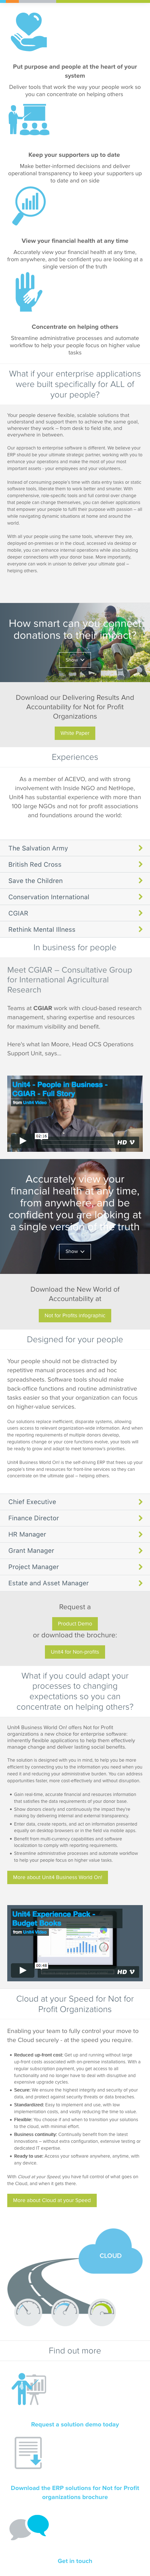 Put purpose and people at the heart of your
system
Deliver tools that work the way your people work so
you can concentrate on helping others
Keep your supporters up to date
Make better-informed decisions and deliver
operational transparency to keep your supporters up
to date and on side
View your financial health at any time
Accurately view your financial health at any time,
from anywhere, and be confident you are looking at a
single version of the truth
Concentrate on helping others
Streamline administrative processes and automate
workflow to help your people focus on higher value
tasks
What if your enterprise applications
were built specifically for ALL of
your people?
Your people deserve flexible, scalable solutions that
understand and support them to achieve the same goal,
wherever they work – from desk to field site, and
everywhere in between.
Our approach to enterprise software is different. We believe your
ERP should be your ultimate strategic partner, working with you to
enhance your operations and make the most of your most
important assets - your employees and your volunteers.
Instead of consuming people's time with data entry tasks or static
software tools, Unit4 enables them to work better and smarter. With
comprehensive, role-specific tasks and full control over change
that people can change themselves, you can deliver applications
that empower your people to fulfil their purpose with passion – all
while navigating dynamic situations at home and around the
world.
With all your people using the same tools, wherever they are,
deployed on-premises or in the cloud, accessed via desktop or
mobile, you can enhance internal operations while also building
deeper connections with your donor base. More importantly,
everyone can work in unison to deliver your ultimate goal –
helping others.
How smart can you connect
donations to their impact?
Show
Download our Delivering Results And
Accountability for Not for Profit
Organizations
White Paper
Experiences
As a member of ACEVO, and with strong
involvement with Inside NGO and NetHope,
Unit4 has substantial experience with more than
100 large NGOs and not for profit associations
and foundations around the world:
The Salvation Army
British Red Cross
Save the Children
Conservation International
CGIAR
Rethink Mental Illness
In business for people
Meet CGIAR – Consultative Group
for International Agricultural
Research
Teams at CGIAR work with cloud-based research
management, sharing expertise and resources
for maximum visibility and benefit.
Here's what Ian Moore, Head OCS Operations
Support Unit, says...
Unit4 - People in Business -
CGIAR - Full Story
from Unit4 Video
02:16
HD V
Accurately view your
financial health at any time,
from anywhere, and be
confident you are looking at
a single version of the truth
Show
Download the New World of
Accountability at
Not for Profits infographic
Designed for your people
Your people should not be distracted by
repetitive manual processes and ad hoc
spreadsheets. Software tools should make
back-office functions and routine administrative
tasks easier so that your organization can focus
on higher-value services.
Our solutions replace inefficient, disparate systems, allowing
users access to relevant organization-wide information. And when
the reporting requirements of multiple donors develop,
regulations change or your core functions evolve, your tools will
be ready to grow and adapt to meet tomorrow's priorities.
Unit4 Business World On! is the self-driving ERP that frees up your
people's time and resources for front-line services so they can
concentrate on the ultimate goal – helping others.
Chief Executive
Finance Director
HR Manager
Grant Manager
Project Manager
Estate and Asset Manager
Request a
Product Demo
or download the brochure:
Unit4 for Non-profits
What if you could adapt your
processes to changing
expectations so you can
concentrate on helping others?
Unit4 Business World On! offers Not for Profit
organizations a new choice for enterprise software:
inherently flexible applications to help them effectively
manage change and deliver lasting social benefits.
The solution is designed with you in mind, to help you be more
efficient by connecting you to the information you need when you
need it and reducing your administrative burden. You can address
opportunities faster, more cost-effectively and without disruption.
Gain real-time, accurate financial and resources information
that satisfies the data requirements of your donor base.
Show donors clearly and continuously the impact they're
making by delivering internal and external transparency.
Enter data, create reports, and act on information presented
equally on desktop browsers or in the field via mobile apps.
Benefit from multi-currency capabilities and software
localizations to comply with reporting requirements.
Streamline administrative processes and automate workflow
to help your people focus on higher value tasks.
More about Unit4 Business World On!
Unit4 Experience Pack -
Budget Books
from Unit4 Video
00:48
HD V
Cloud at your Speed for Not for
Profit Organizations
Enabling your team to fully control your move to
the Cloud securely - at the speed you require.
Reduced up-front cost: Get up and running without large
up-front costs associated with on-premise installations. With a
regular subscription payment, you get access to all
functionality and no longer have to deal with disruption and
expensive upgrade cycles.
Secure: We ensure the highest integrity and security of your
data, and protect against security threats or data breaches.
Standardized: Easy to implement and use, with low
implementation costs, and vastly reducing the time to value.
Flexible: You choose if and when to transition your solutions
to the cloud, with minimal effort.
Business continuity: Continually benefit from the latest
innovations – without extra configuration, extensive testing or
dedicated IT expertise.
Ready to use: Access your software anywhere, anytime, with
any device.
With Cloud at your Speed, you have full control of what goes on
the Cloud, and when it gets there.
More about Cloud at your Speed
CLOUD
Find out more
Request a solution demo today
Download the ERP solutions for Not for Profit
organizations brochure
Get in touch